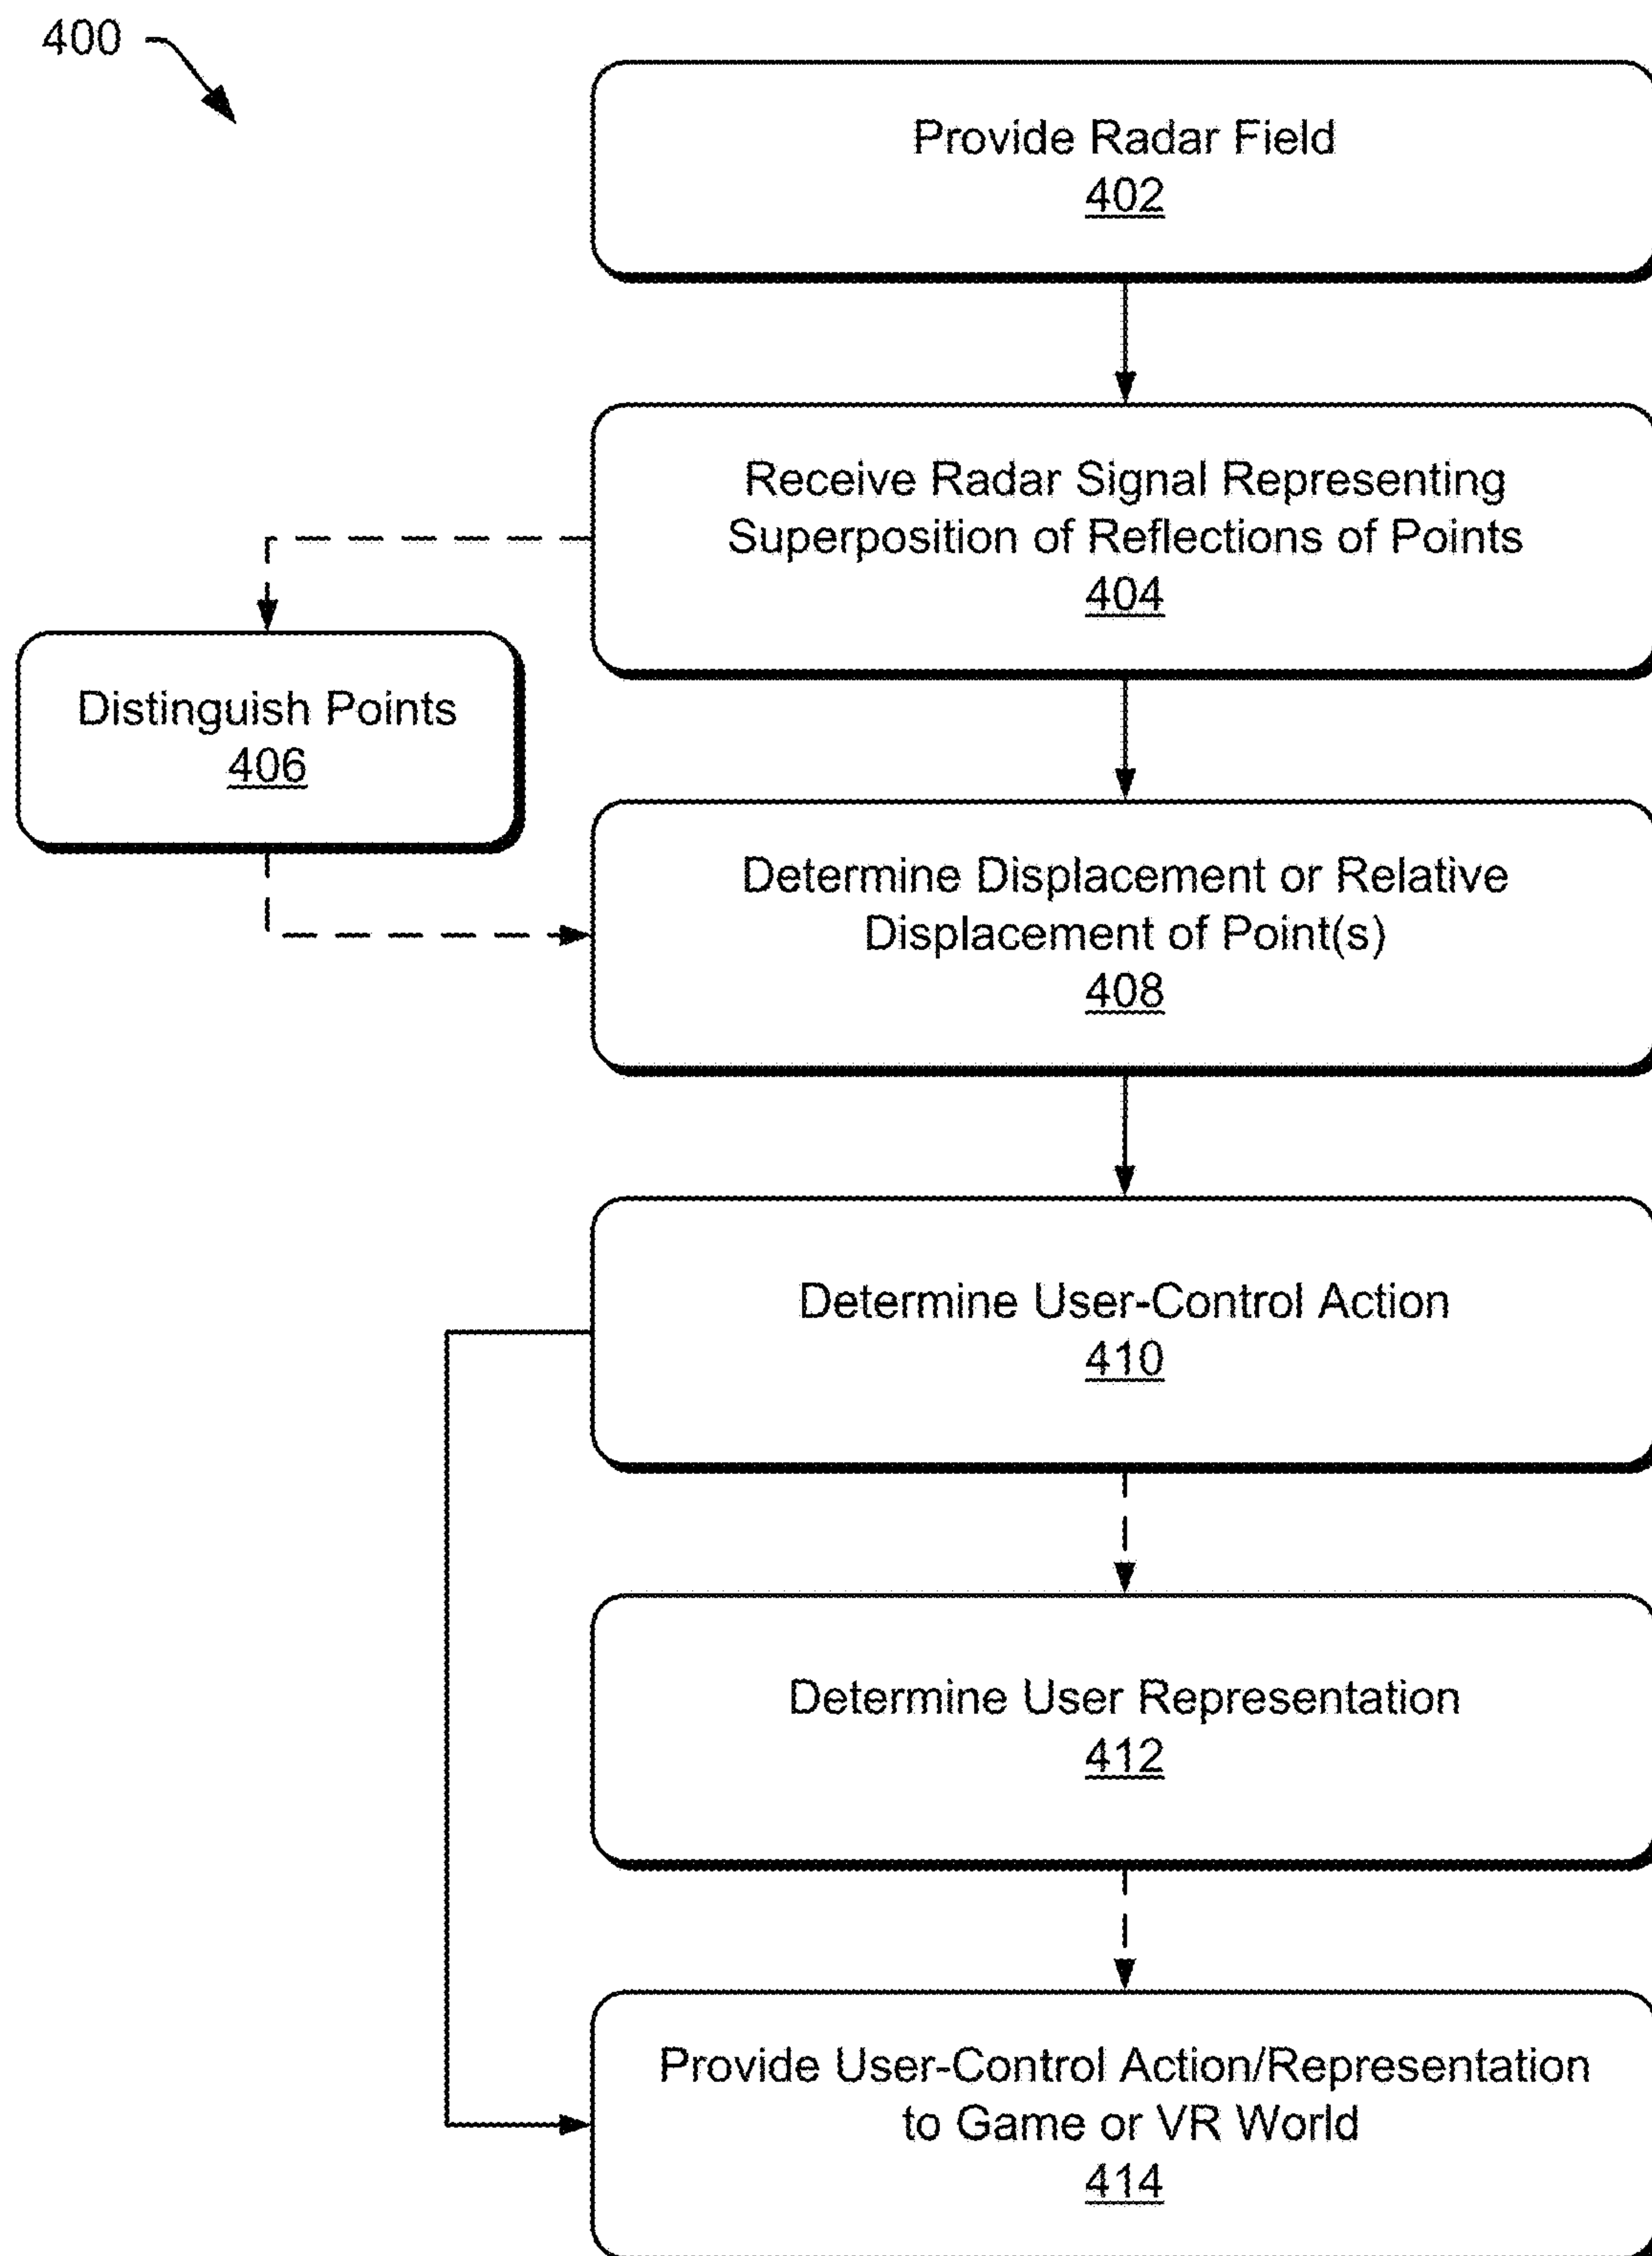 400
Provide Radar Field
402
Receive Radar Signal Representing
Superposition of Reflections of Points
404
Distinguish Points
406
Determine Displacement or Relative
Displacement of Point(s)
408
Determine User-Control Action
410
Determine User Representation
412
Provide User-Control Action/Representation
to Game or VR World
414